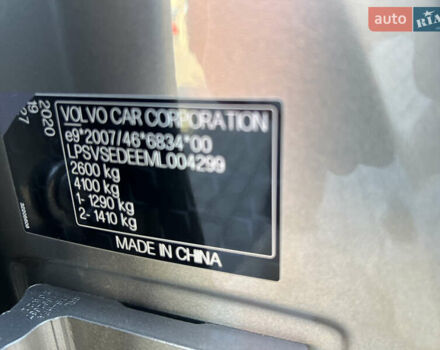 auto RIA
VOLVO CAR CORPORATION
e9*2007/46*6834*00
LPSVSEDEEML004299
2600 kg
4100 kg
1- 1290 kg
2- 1410 kg
MADE IN CHINA
2020